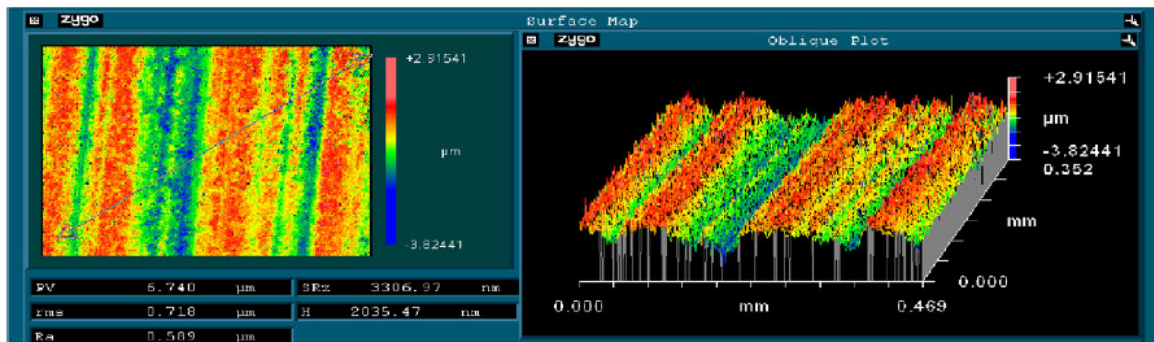 zygo Surface Map
+2.91541
µm
-3.82441
PV 6.740 µm SRz 3306.97 nm
rms 0.718 µm H 2035.47 nm
Ra 0.589 µm
zygo Oblique Plot
+2.91541
µm
-3.82441
0.352
mm
0.000
0.000 mm 0.469